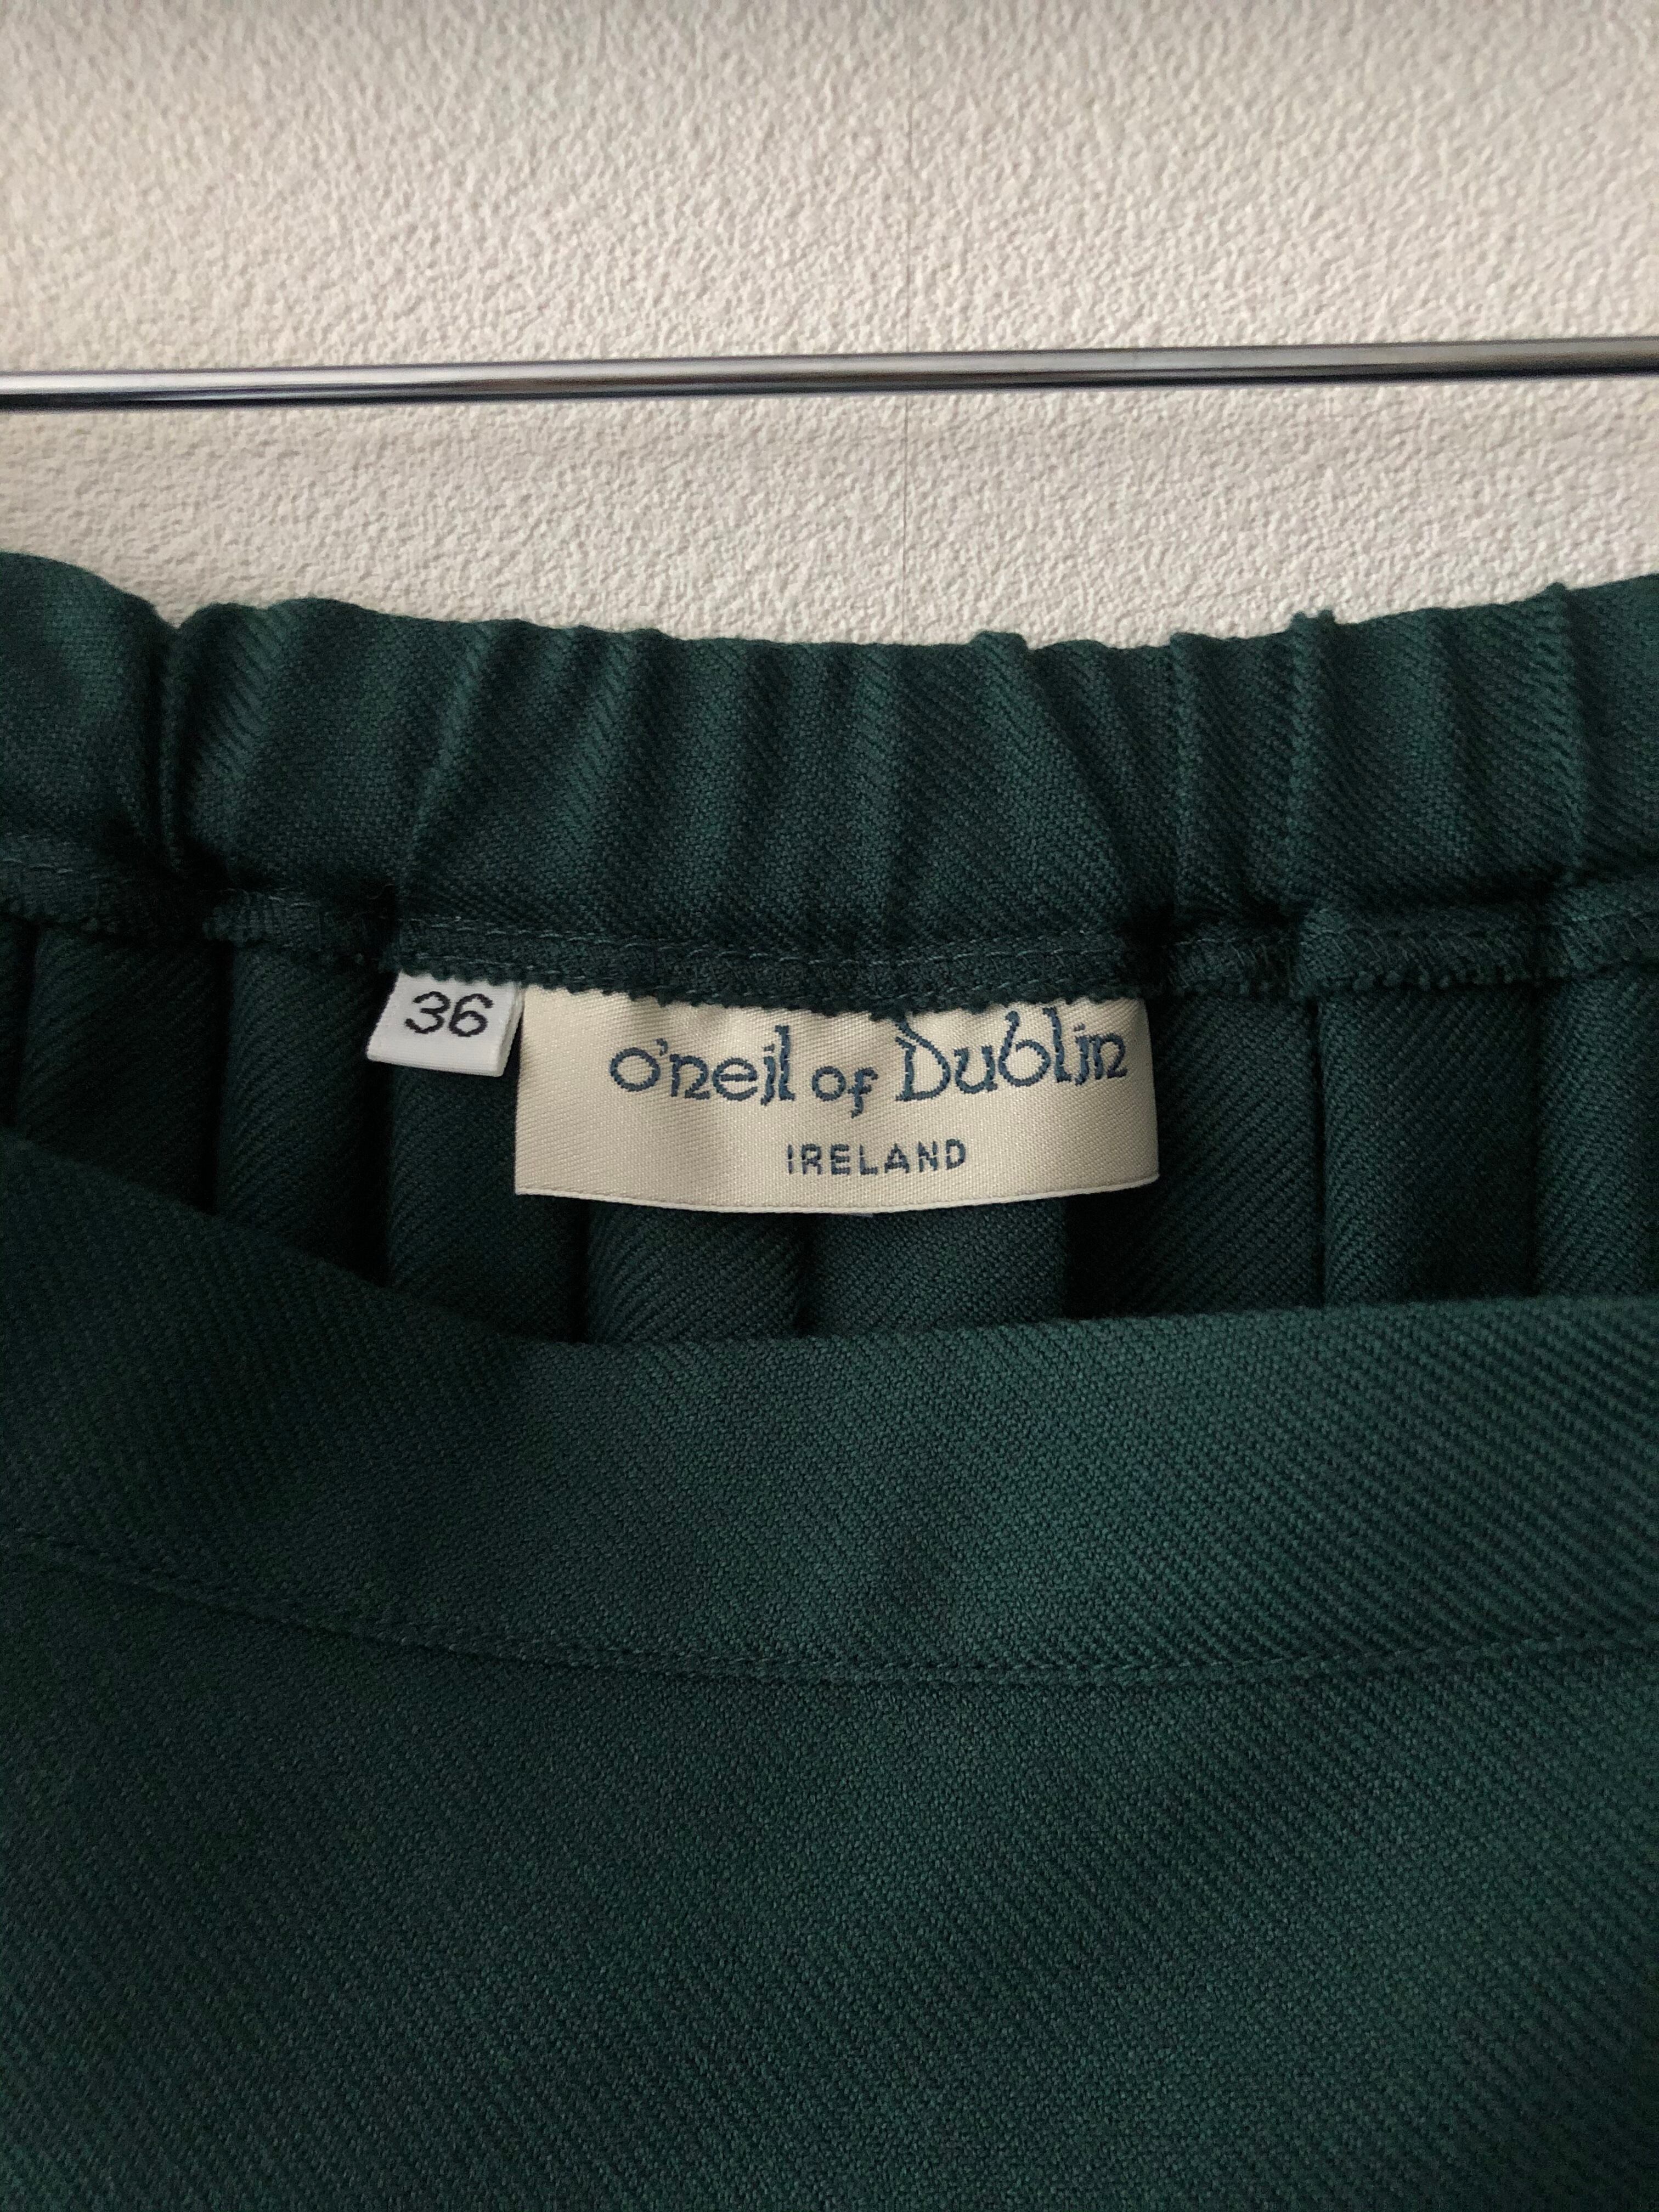 36
o'neil of Dublin
IRELAND